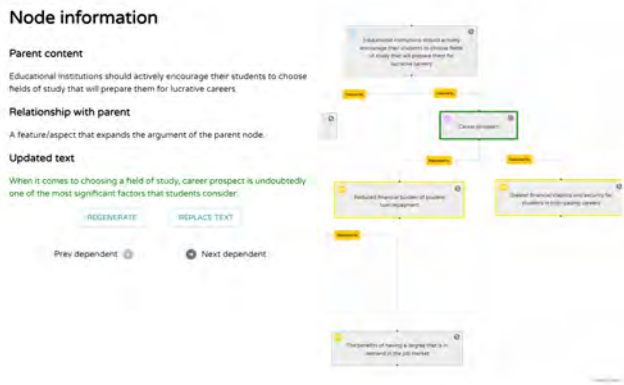 Node information
Parent content
Educational institutions should actively encourage their students to choose
fields of study that will prepare them for lucrative careers.
Relationship with parent
A feature/aspect that expands the argument of the parent node.
Updated text
When it comes to choosing a field of study, career prospect is undoubtedly
one of the most significant factors that students consider.
REGENERATE
REPLACE TEXT
Prev dependent
Next dependent
Educational institutions should actively
encourage their students to choose fields
of study that will prepare them for
lucrative careers.
Career prospect
Reduced financial burden of student
loan repayment
Greater financial stability and security for
students in high-paying careers
The benefits of having a degree that is in
demand in the job market